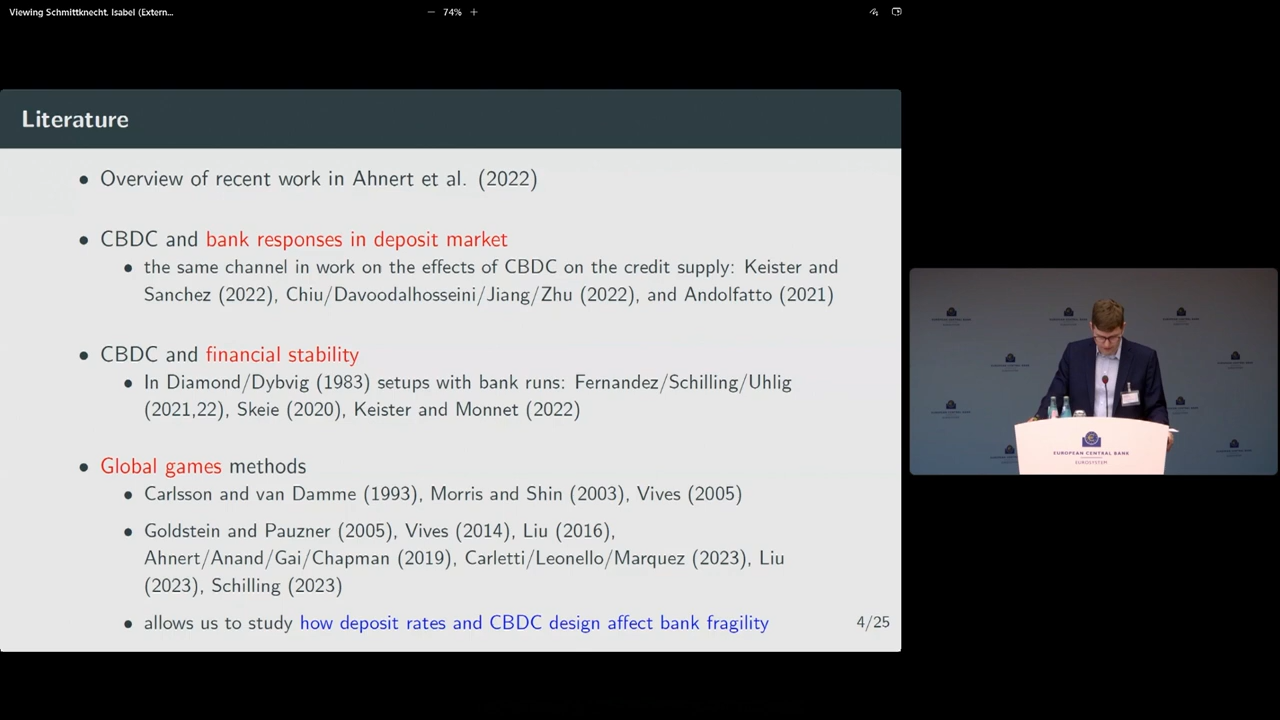 Viewing Schmittknecht, Isabel (Extern...
74%
Literature
• Overview of recent work in Ahnert et al. (2022)
• CBDC and bank responses in deposit market
• the same channel in work on the effects of CBDC on the credit supply: Keister and
Sanchez (2022), Chiu/Davoodalhosseini/Jiang/Zhu (2022), and Andolfatto (2021)
• CBDC and financial stability
• In Diamond/Dybvig (1983) setups with bank runs: Fernandez/Schilling/Uhlig
(2021,22), Skeie (2020), Keister and Monnet (2022)
• Global games methods
• Carlsson and van Damme (1993), Morris and Shin (2003), Vives (2005)
• Goldstein and Pauzner (2005), Vives (2014), Liu (2016),
Ahnert/Anand/Gai/Chapman (2019), Carletti/Leonello/Marquez (2023), Liu
(2023), Schilling (2023)
• allows us to study how deposit rates and CBDC design affect bank fragility
4/25
EUROPEAN CENTRAL BANK
EUROSYSTEM